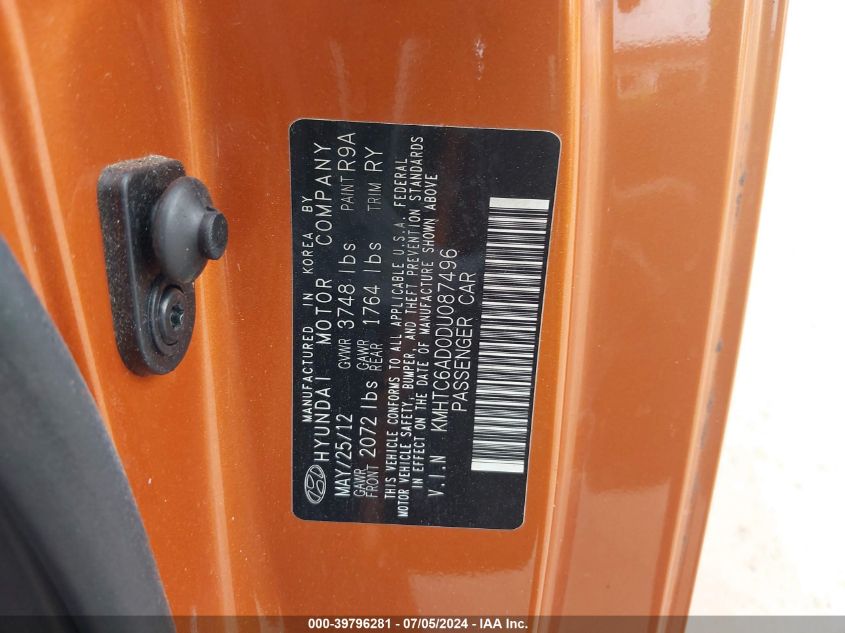 MANUFACTURED IN KOREA BY
HYUNDAI MOTOR COMPANY
MAY/25/12 GVWR 3748 lbs PAINT R9A
GAWR FRONT 2072 lbs GAWR REAR 1764 lbs TRIM RY
THIS VEHICLE CONFORMS TO ALL APPLICABLE U.S.A. FEDERAL
MOTOR VEHICLE SAFETY, BUMPER, AND THEFT PREVENTION STANDARDS
IN EFFECT ON THE DATE OF MANUFACTURE SHOWN ABOVE
V.I.N KMHTC6AD0DU087496
PASSENGER CAR
000-39796281 - 07/05/2024 - IAA Inc.